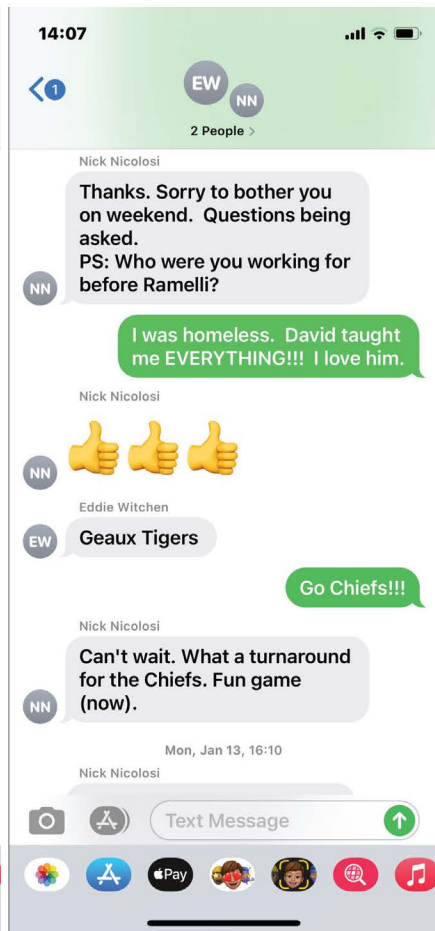 14:07
1
EW
NN
2 People >
Nick Nicolosi
Thanks. Sorry to bother you
on weekend.  Questions being
asked.
PS: Who were you working for
before Ramelli?
NN
I was homeless.  David taught
me EVERYTHING!!!  I love him.
Nick Nicolosi
👍👍👍
NN
Eddie Witchen
Geaux Tigers
EW
Go Chiefs!!!
Nick Nicolosi
Can't wait. What a turnaround
for the Chiefs. Fun game
(now).
NN
Mon, Jan 13, 16:10
Nick Nicolosi
Text Message
Pay